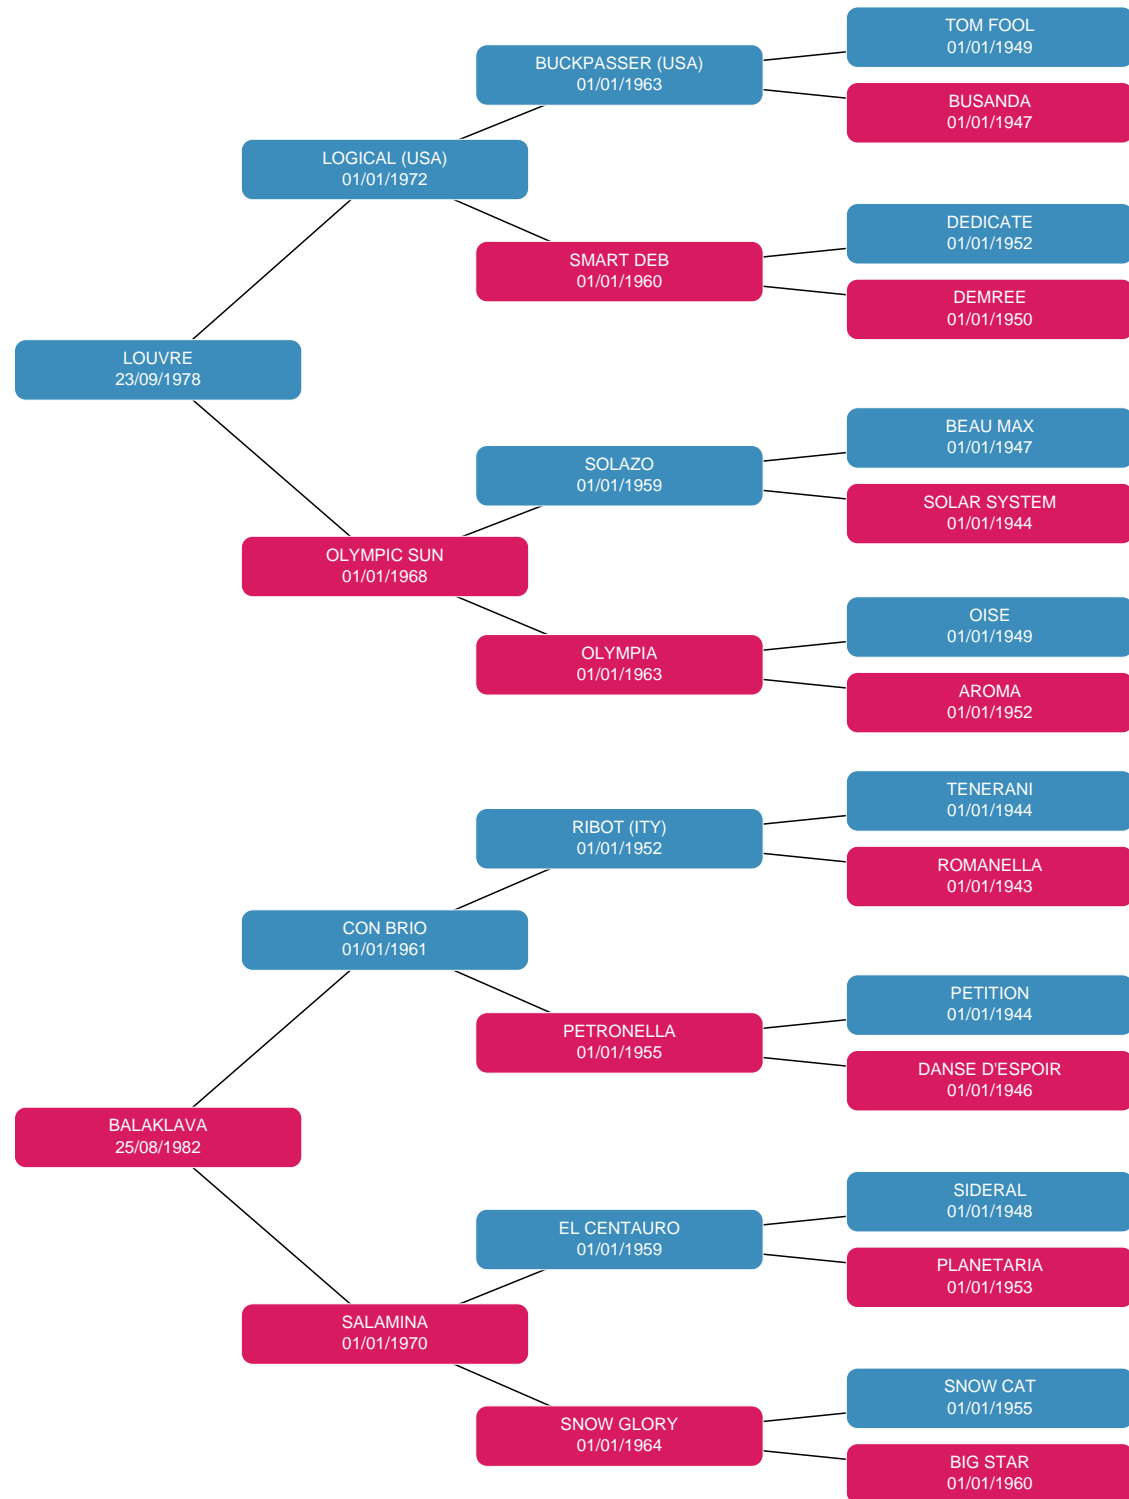 TOM FOOL
01/01/1949
BUCKPASSER (USA)
01/01/1963
BUSANDA
01/01/1947
LOGICAL (USA)
01/01/1972
DEDICATE
01/01/1952
SMART DEB
01/01/1960
DEMREE
01/01/1950
LOUVRE
23/09/1978
BEAU MAX
01/01/1947
SOLAZO
01/01/1959
SOLAR SYSTEM
01/01/1944
OLYMPIC SUN
01/01/1968
OISE
01/01/1949
OLYMPIA
01/01/1963
AROMA
01/01/1952
TENERANI
01/01/1944
RIBOT (ITY)
01/01/1952
ROMANELLA
01/01/1943
CON BRIO
01/01/1961
PETITION
01/01/1944
PETRONELLA
01/01/1955
DANSE D'ESPOIR
01/01/1946
BALAKLAVA
25/08/1982
SIDERAL
01/01/1948
EL CENTAURO
01/01/1959
PLANETARIA
01/01/1953
SALAMINA
01/01/1970
SNOW CAT
01/01/1955
SNOW GLORY
01/01/1964
BIG STAR
01/01/1960